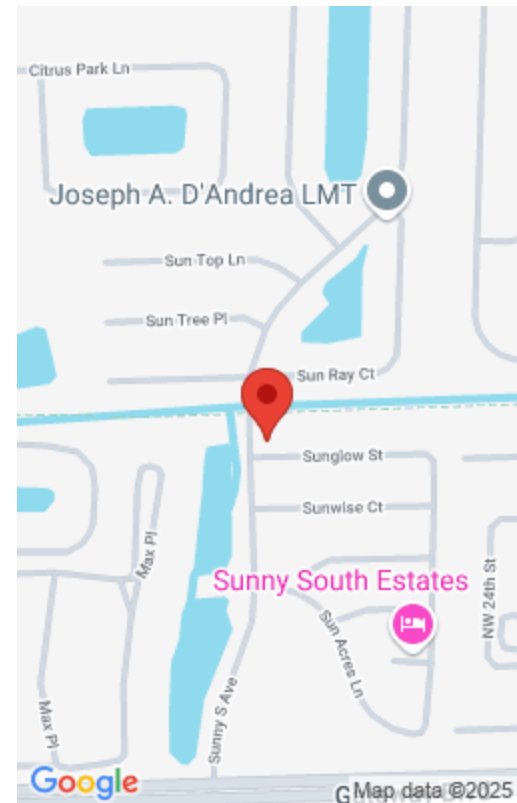 Citrus Park Ln
Joseph A. D'Andrea LMT
Sun Top Ln
Sun Tree Pl
Sun Ray Ct
Sunglow St
Sunwise Ct
Max Pl
NW 24th St
Sunny South Estates
Sun Acres Ln
Sunny S Ave
Max Pl
Google
Map data ©2025